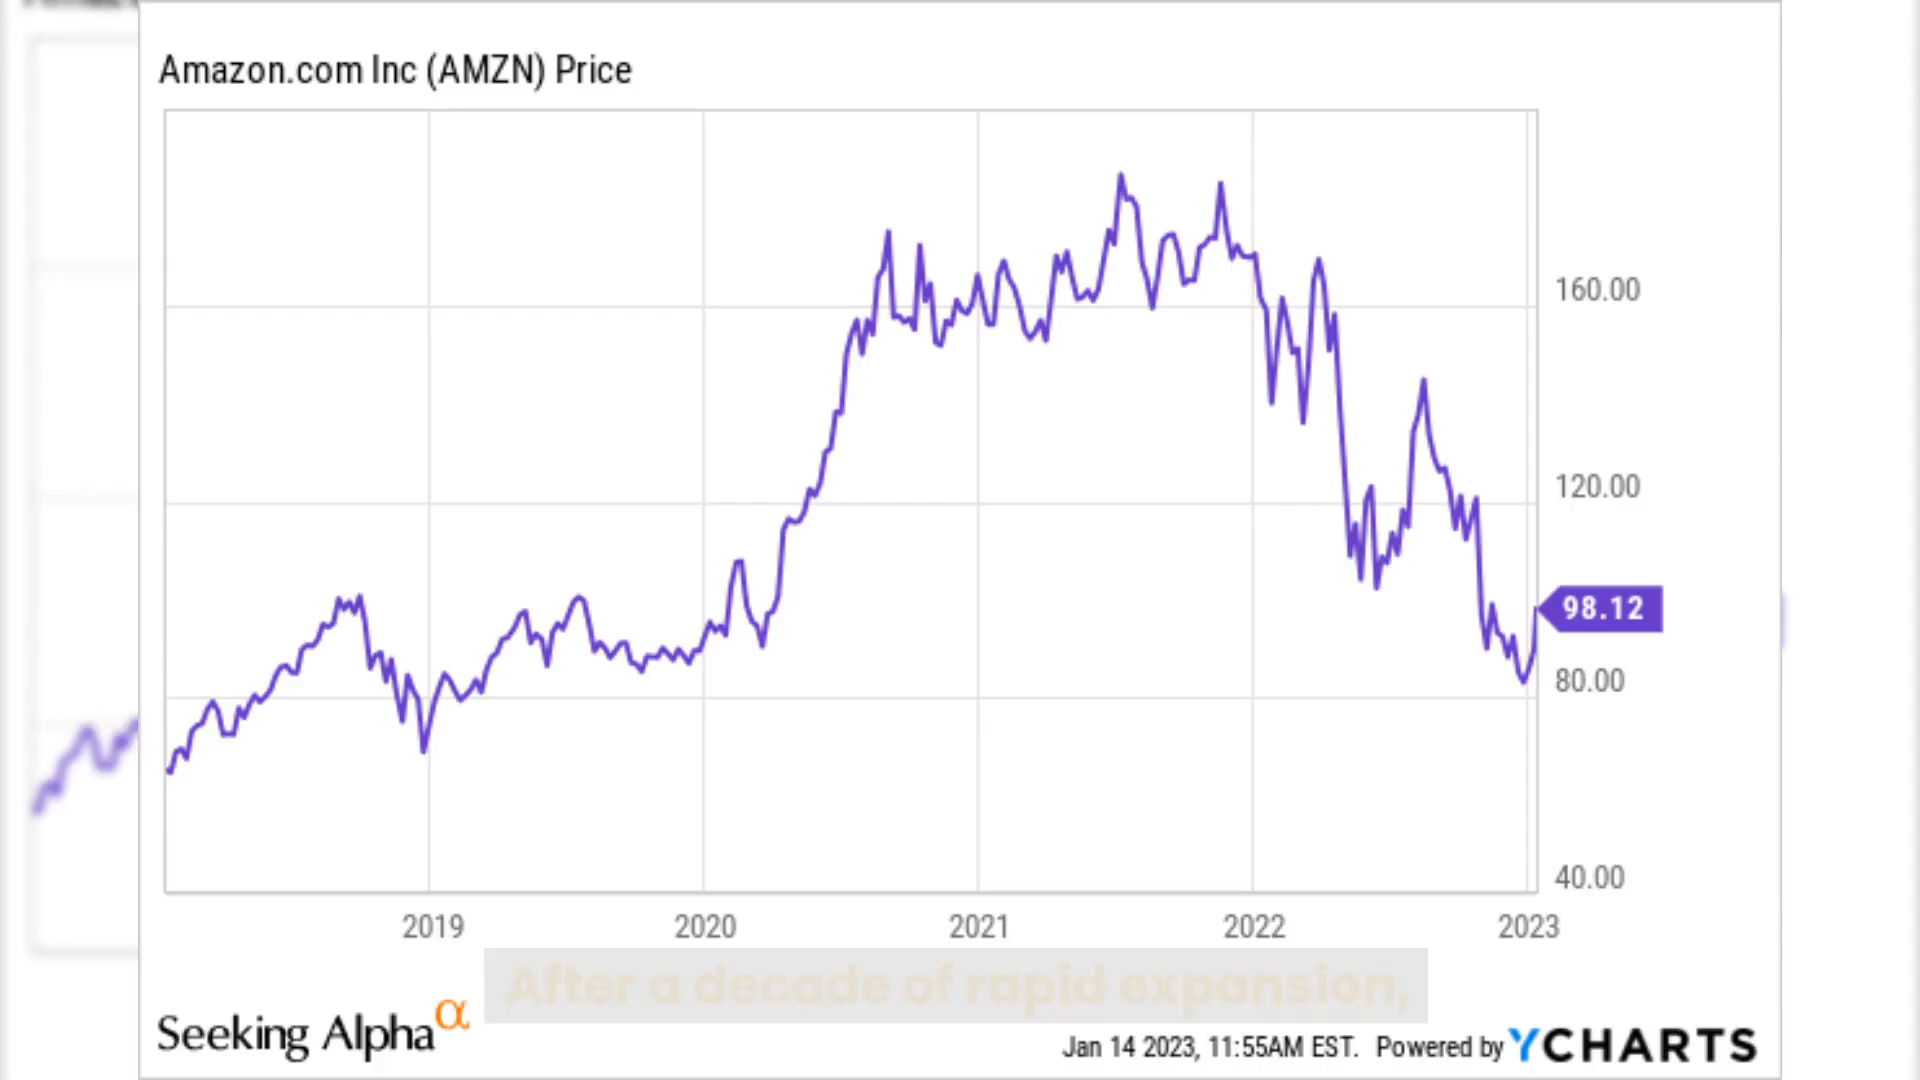 Amazon.com Inc (AMZN) Price
160.00
120.00
98.12
80.00
40.00
2019 2020 2021 2022 2023
After a decade of rapid expansion,
Seeking Alpha α
Jan 14 2023, 11:55AM EST. Powered by YCHARTS